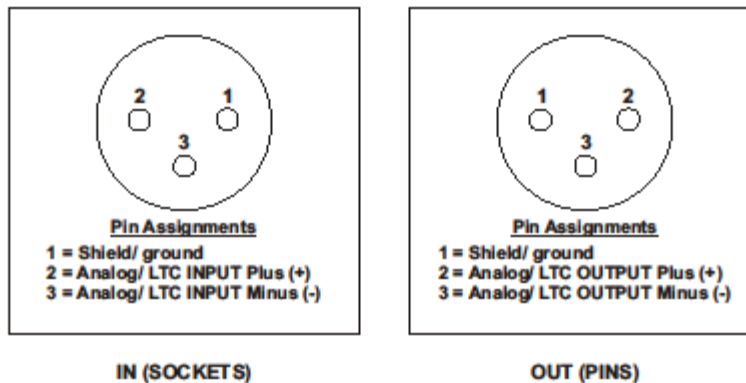 2 1
3
Pin Assignments
1 = Shield/ ground
2 = Analog/ LTC INPUT Plus (+)
3 = Analog/ LTC INPUT Minus (-)
IN (SOCKETS)
1 2
3
Pin Assignments
1 = Shield/ ground
2 = Analog/ LTC OUTPUT Plus (+)
3 = Analog/ LTC OUTPUT Minus (-)
OUT (PINS)